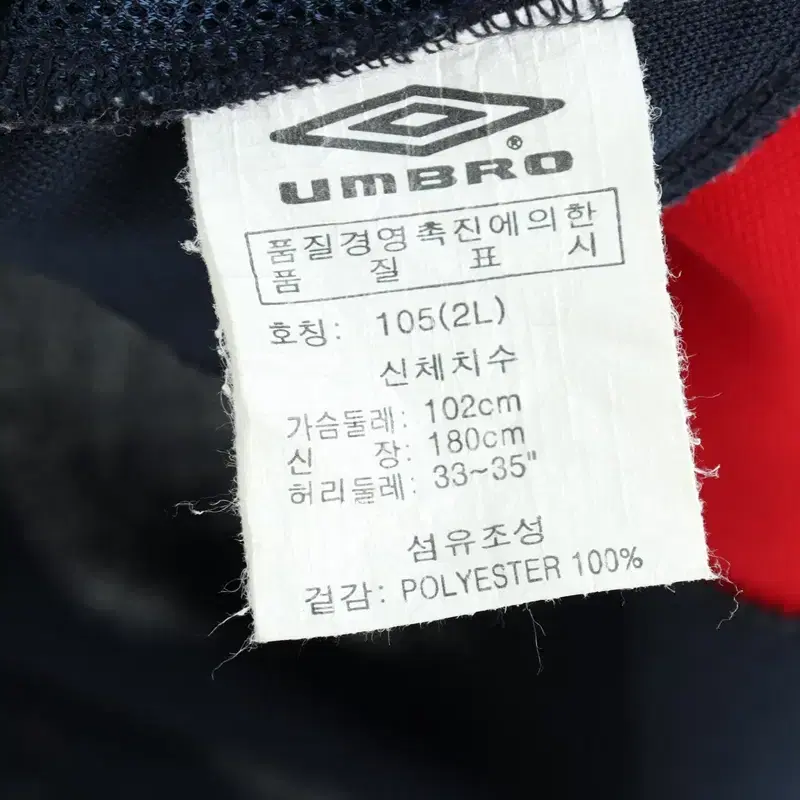 UMBRO®
품질경영촉진에의한
품 질 표 시
호칭: 105(2L)
신체치수
가슴둘레: 102cm
신 장: 180cm
허리둘레: 33~35"
섬유조성
겉감: POLYESTER 100%